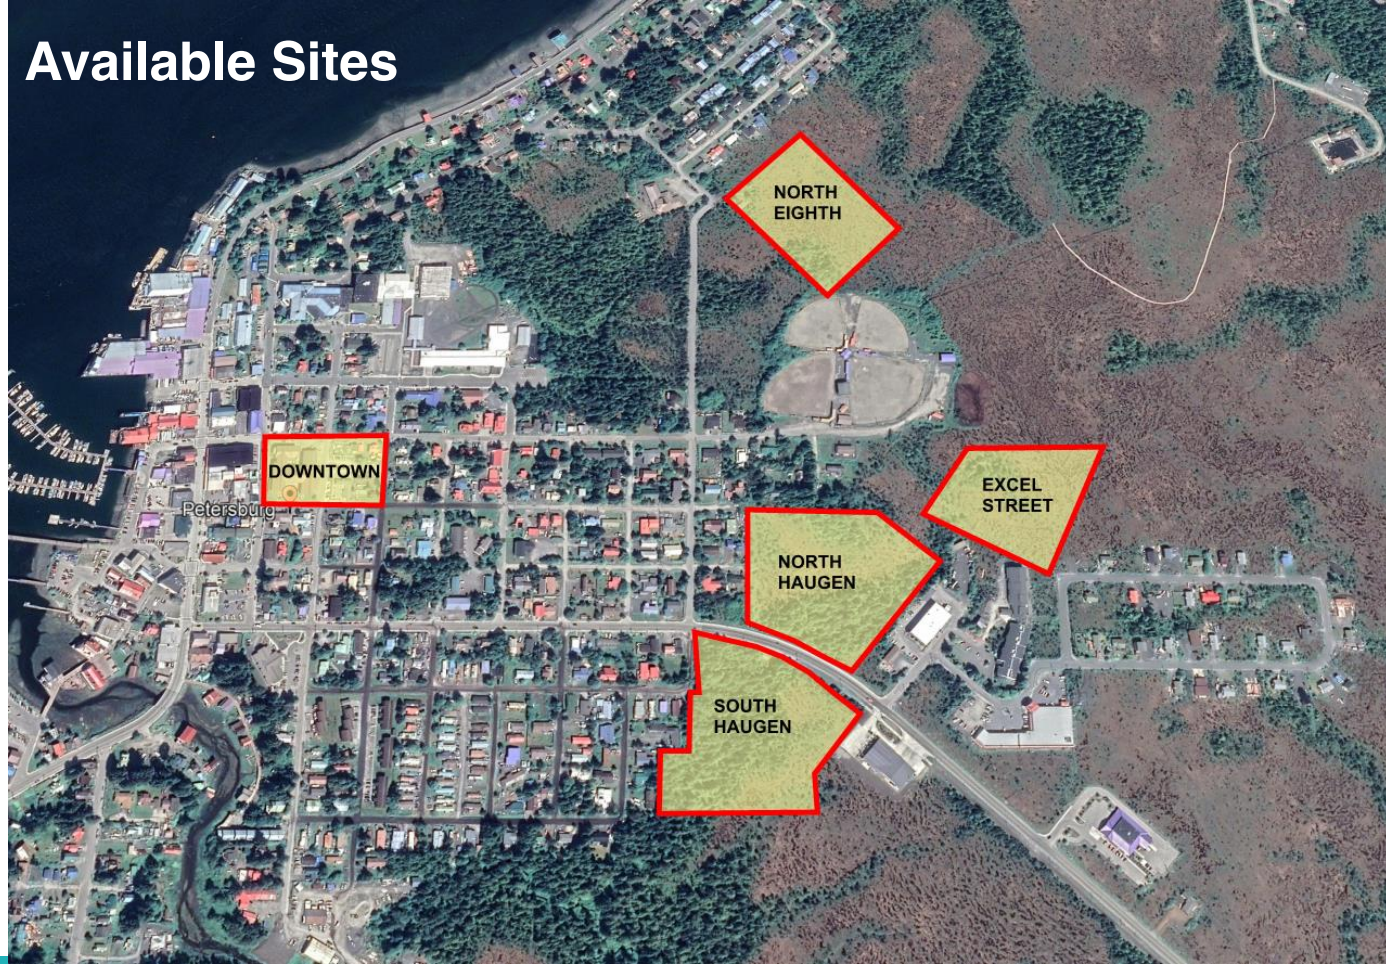 Available Sites
NORTH
EIGHTH
DOWNTOWN
Petersburg
EXCEL
STREET
NORTH
HAUGEN
SOUTH
HAUGEN